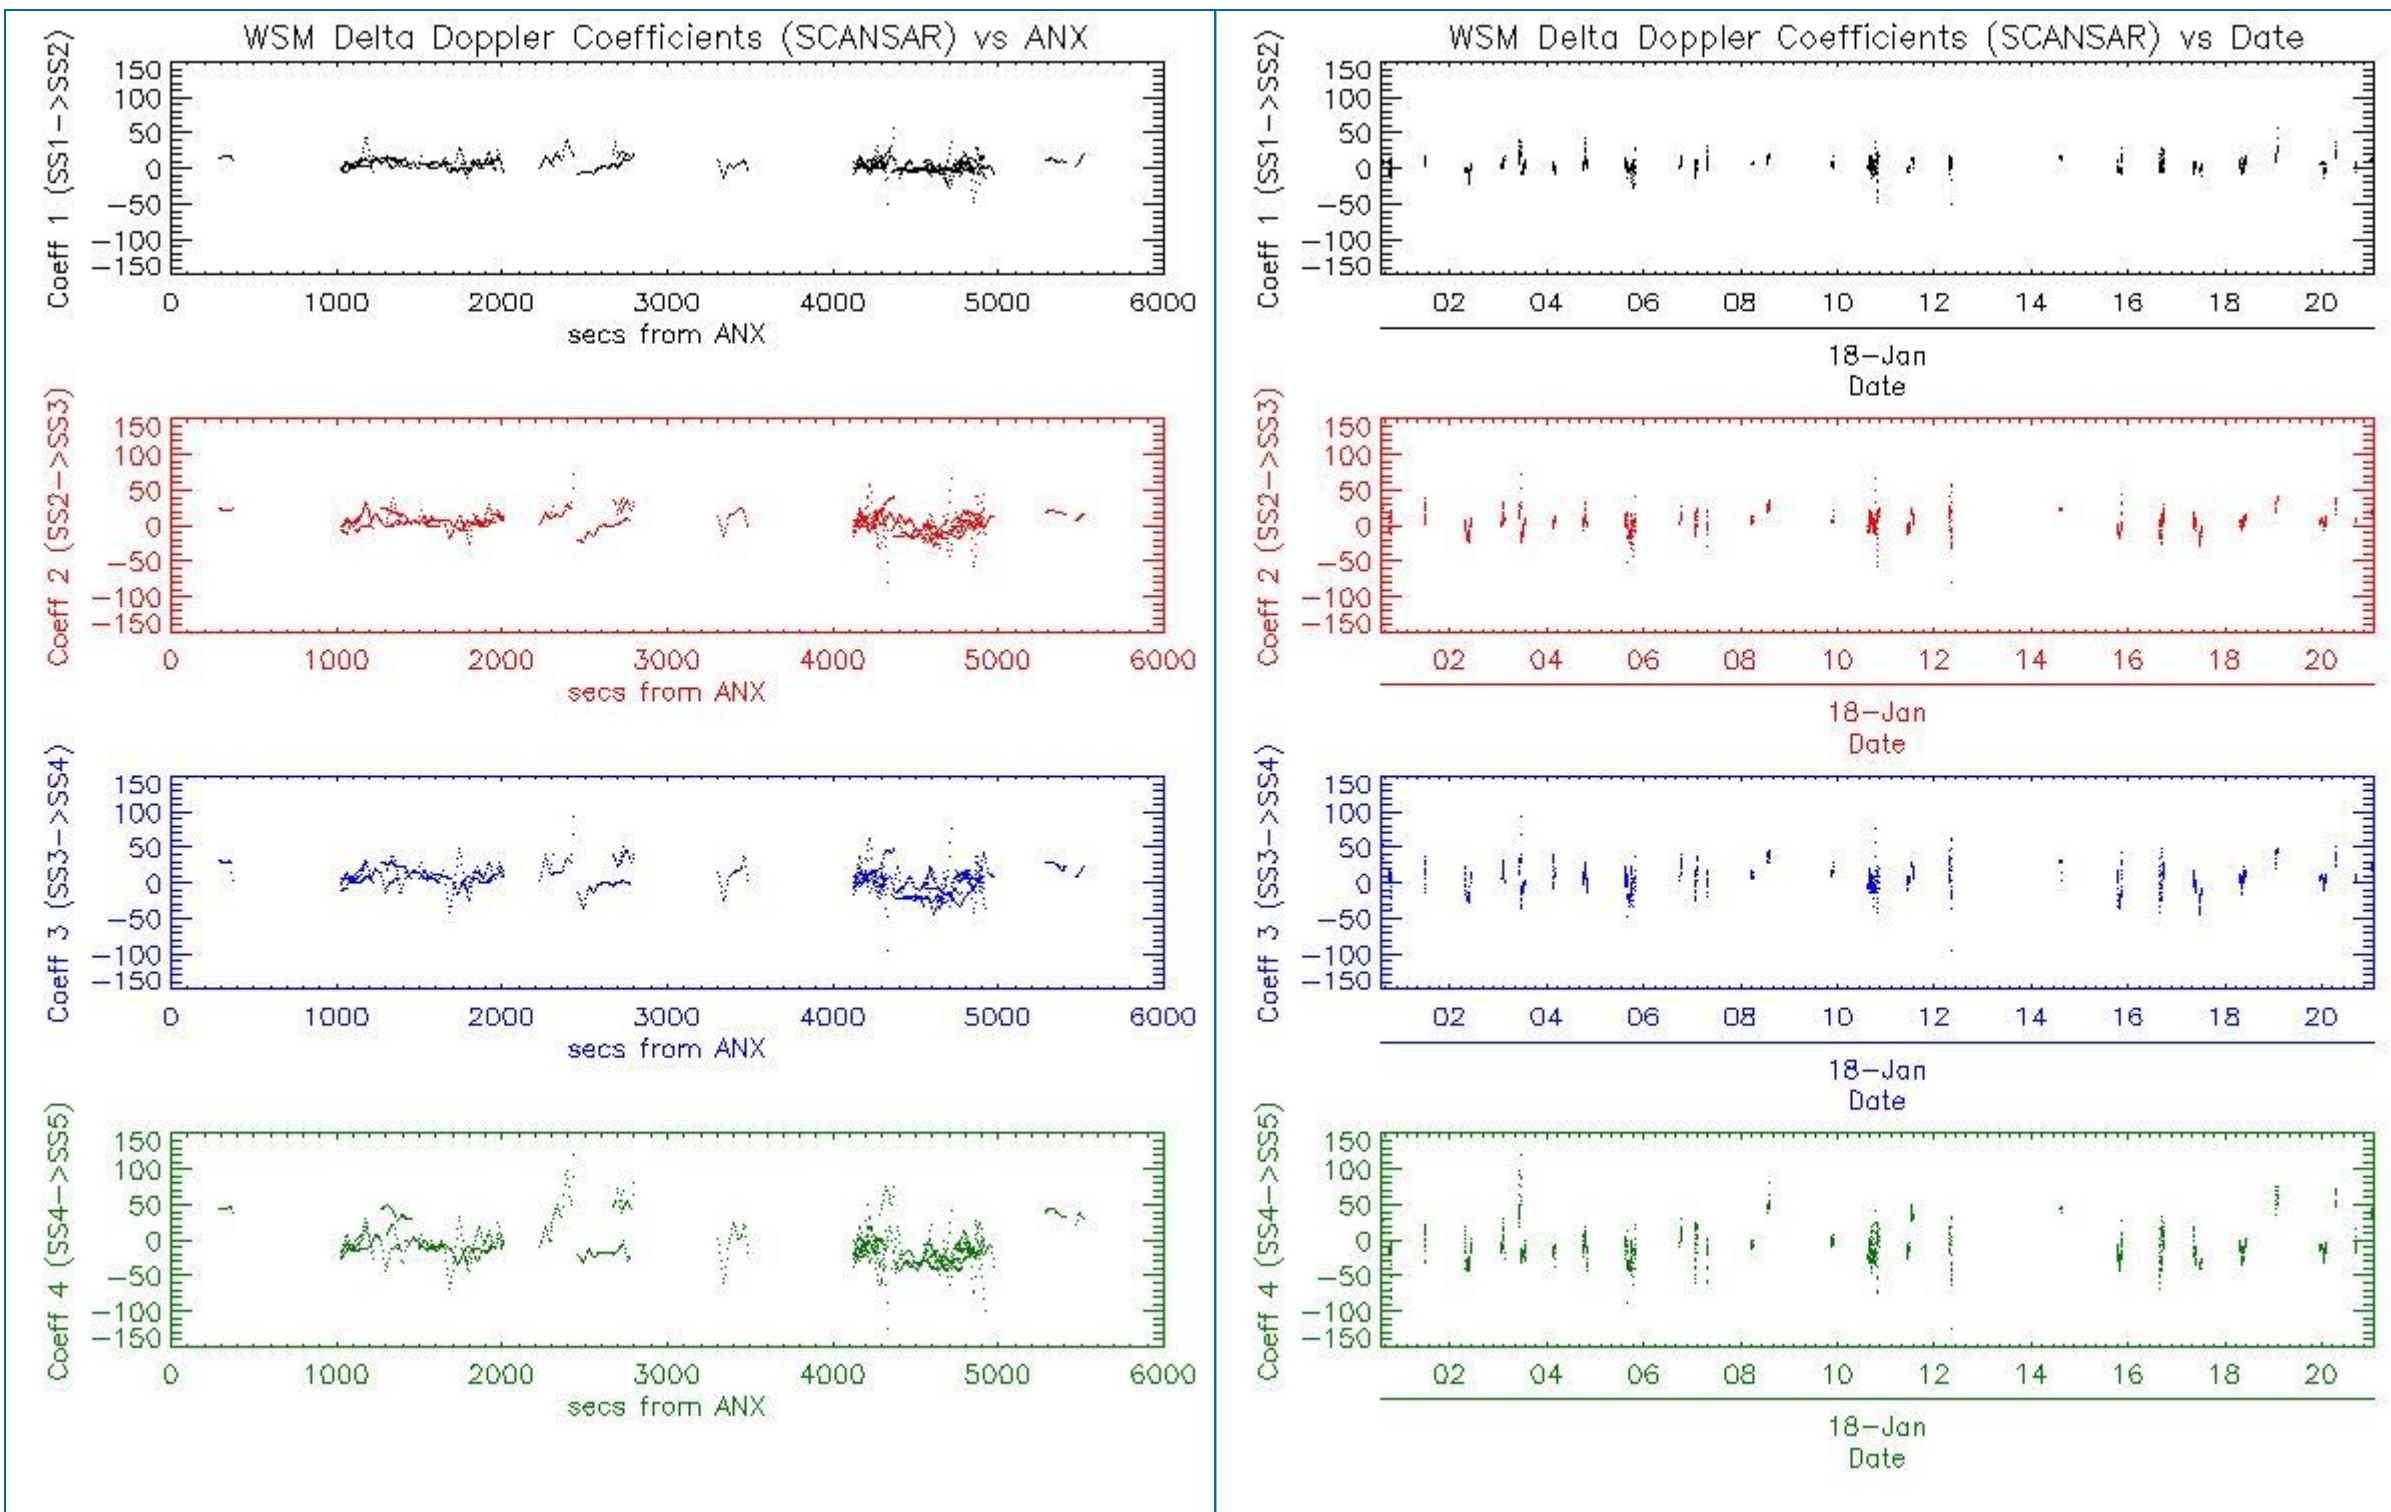 WSM Delta Doppler Coefficients (SCANSAR) vs ANX
Coeff 1 (SS1->SS2)
150
100
50
0
-50
-100
-150
0 1000 2000 3000 4000 5000 6000
secs from ANX
Coeff 2 (SS2->SS3)
150
100
50
0
-50
-100
-150
0 1000 2000 3000 4000 5000 6000
secs from ANX
Coeff 3 (SS3->SS4)
150
100
50
0
-50
-100
-150
0 1000 2000 3000 4000 5000 6000
secs from ANX
Coeff 4 (SS4->SS5)
150
100
50
0
-50
-100
-150
0 1000 2000 3000 4000 5000 6000
secs from ANX
WSM Delta Doppler Coefficients (SCANSAR) vs Date
Coeff 1 (SS1->SS2)
150
100
50
0
-50
-100
-150
02 04 06 08 10 12 14 16 18 20
18-Jan
Date
Coeff 2 (SS2->SS3)
150
100
50
0
-50
-100
-150
02 04 06 08 10 12 14 16 18 20
18-Jan
Date
Coeff 3 (SS3->SS4)
150
100
50
0
-50
-100
-150
02 04 06 08 10 12 14 16 18 20
18-Jan
Date
Coeff 4 (SS4->SS5)
150
100
50
0
-50
-100
-150
02 04 06 08 10 12 14 16 18 20
18-Jan
Date